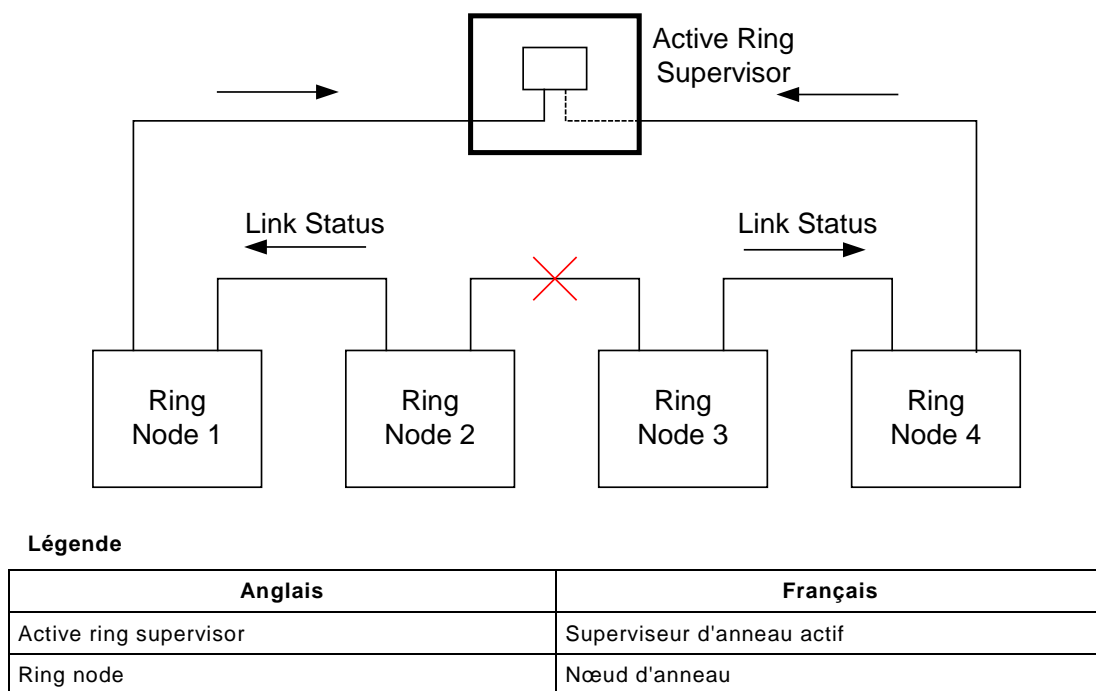 Active Ring
Supervisor
Link Status
Link Status
Ring
Node 1
Ring
Node 2
Ring
Node 3
Ring
Node 4
Légende
Anglais Français
Active ring supervisor Superviseur d'anneau actif
Ring node Nœud d'anneau